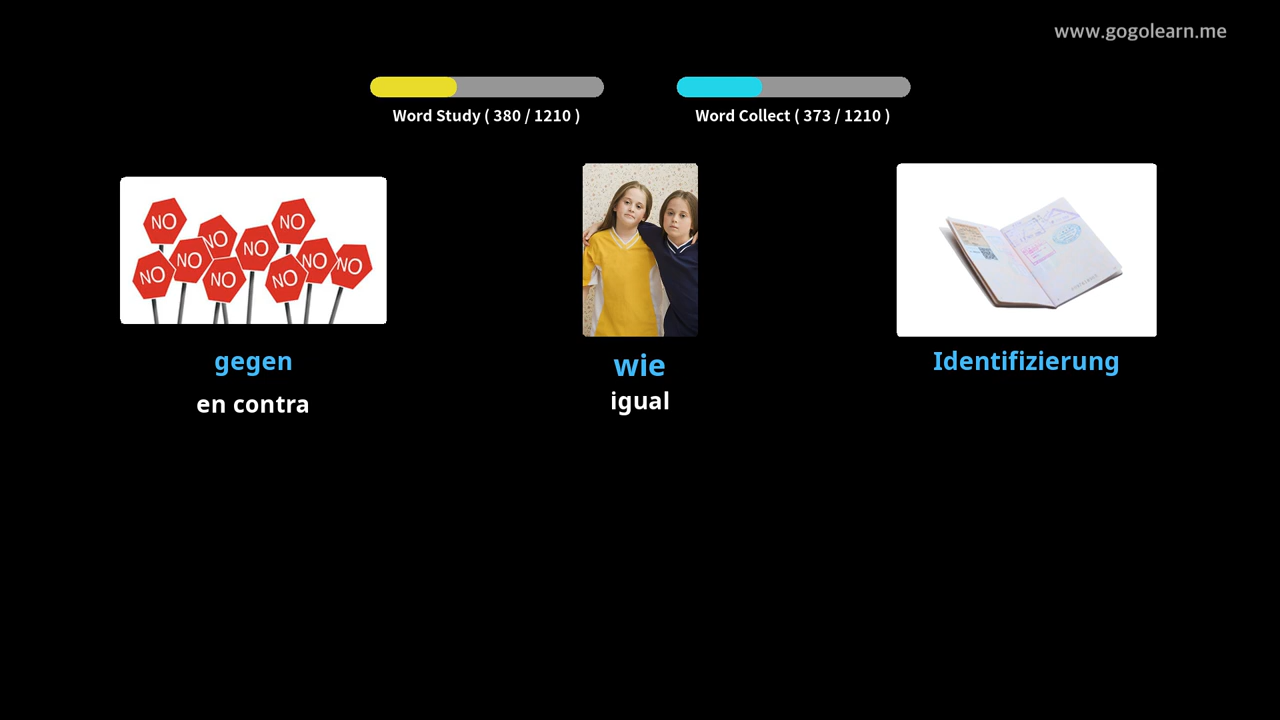 www.gogolearn.me
Word Study ( 380 / 1210 )
Word Collect ( 373 / 1210 )
NO
NO
NO
NO
NO
NO
NO
NO
NO
NO
gegen
en contra
wie
igual
Identifizierung